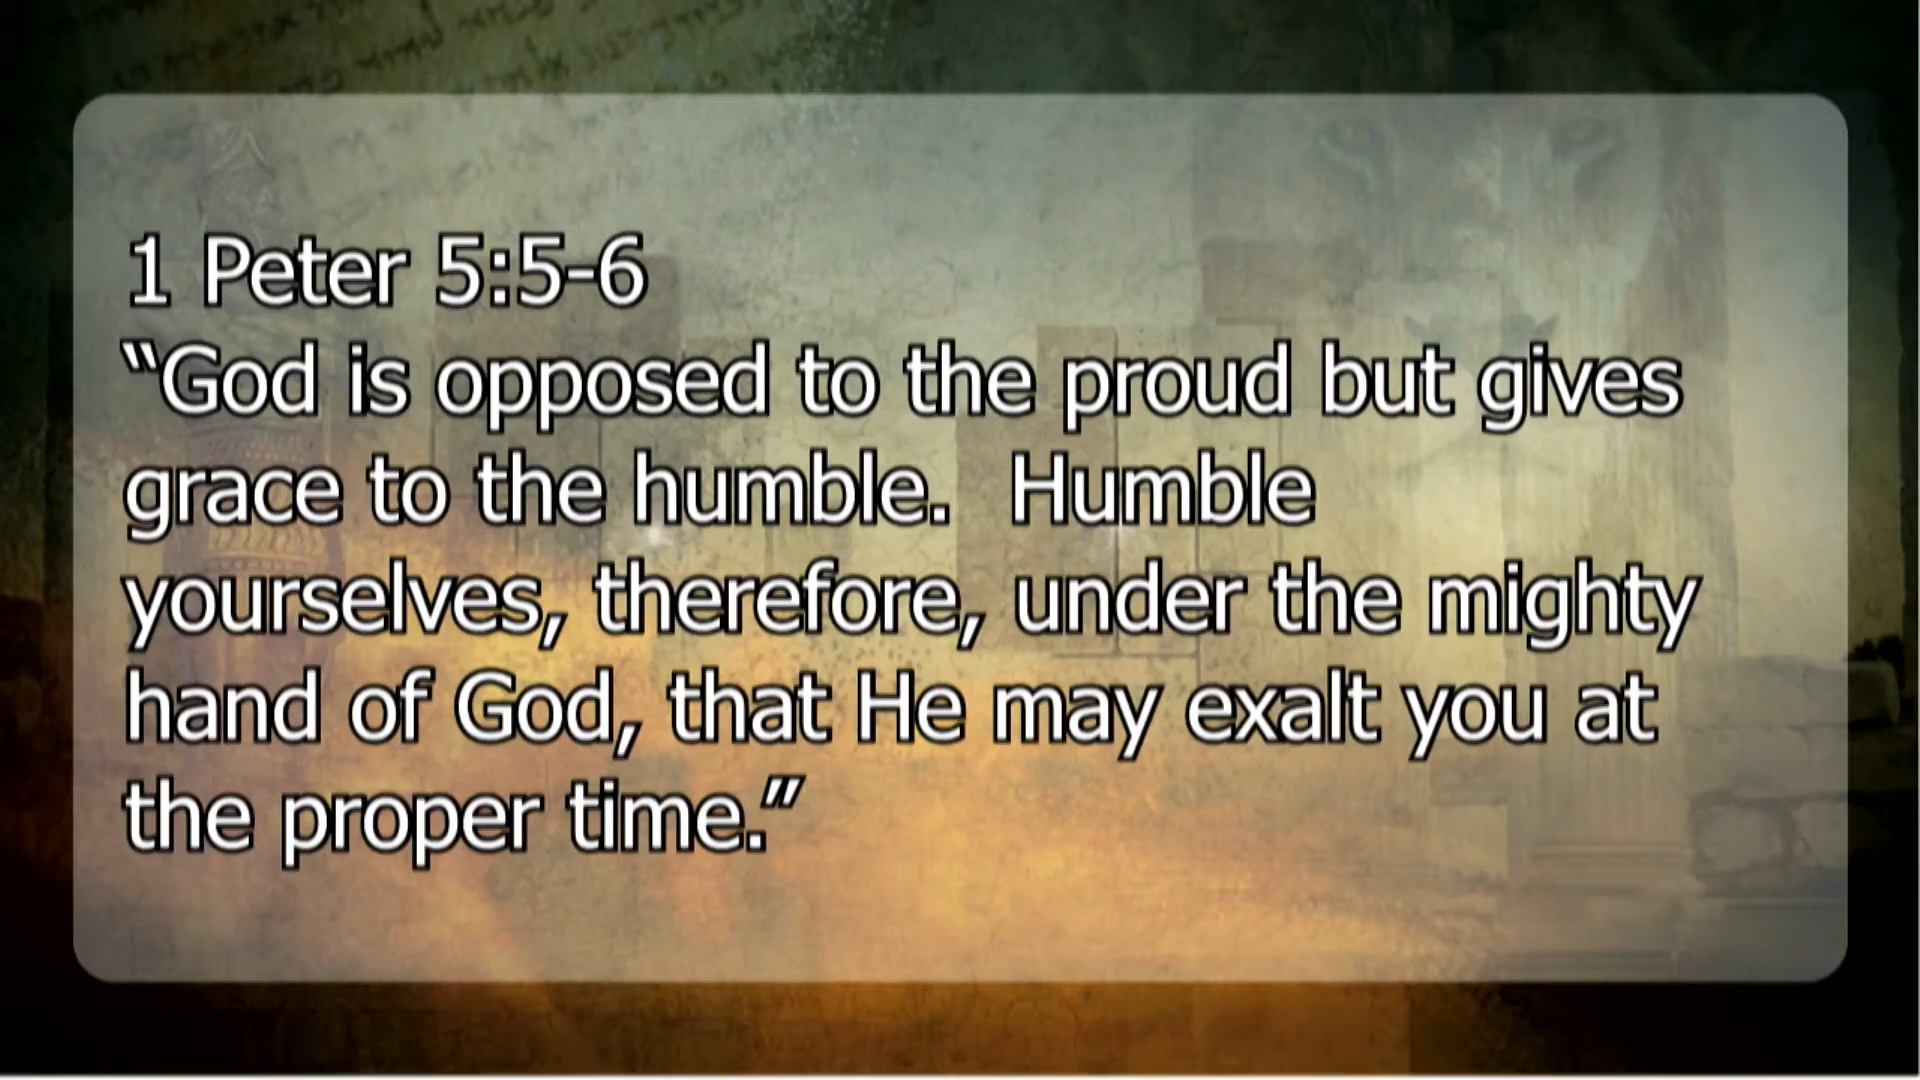 1 Peter 5:5-6
“God is opposed to the proud but gives
grace to the humble.  Humble
yourselves, therefore, under the mighty
hand of God, that He may exalt you at
the proper time.”